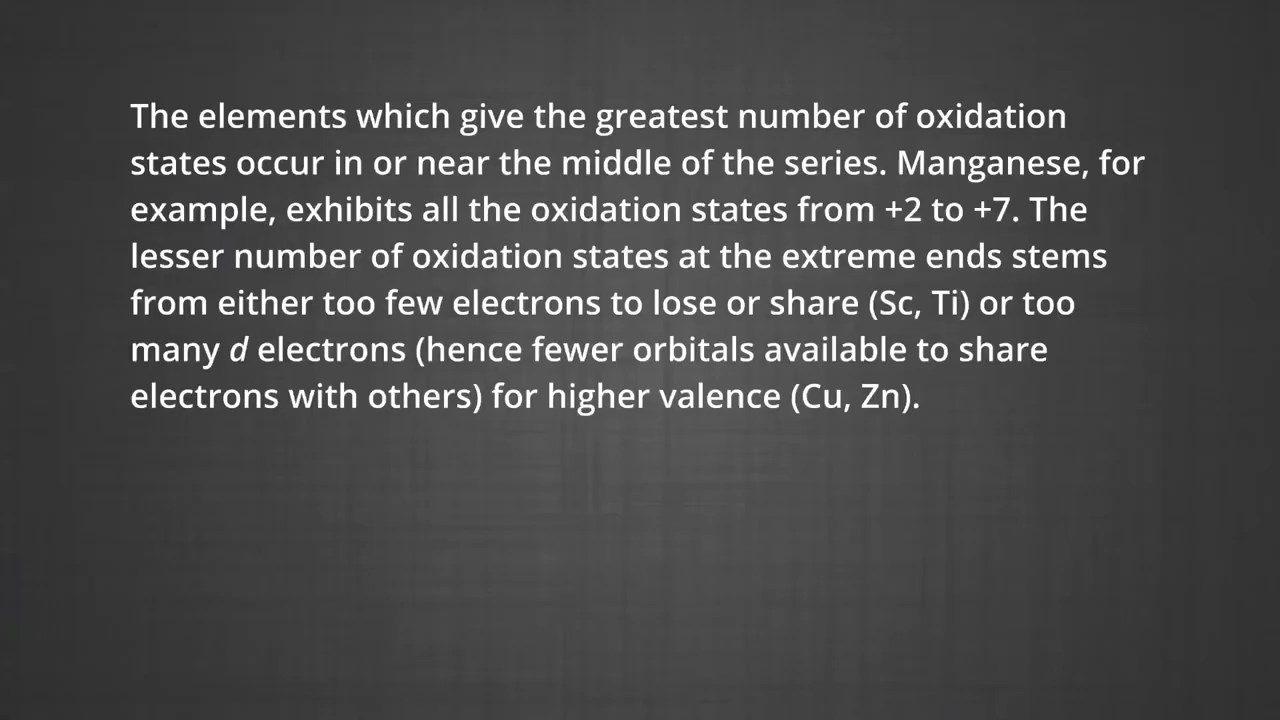 The elements which give the greatest number of oxidation
states occur in or near the middle of the series. Manganese, for
example, exhibits all the oxidation states from +2 to +7. The
lesser number of oxidation states at the extreme ends stems
from either too few electrons to lose or share (Sc, Ti) or too
many d electrons (hence fewer orbitals available to share
electrons with others) for higher valence (Cu, Zn).